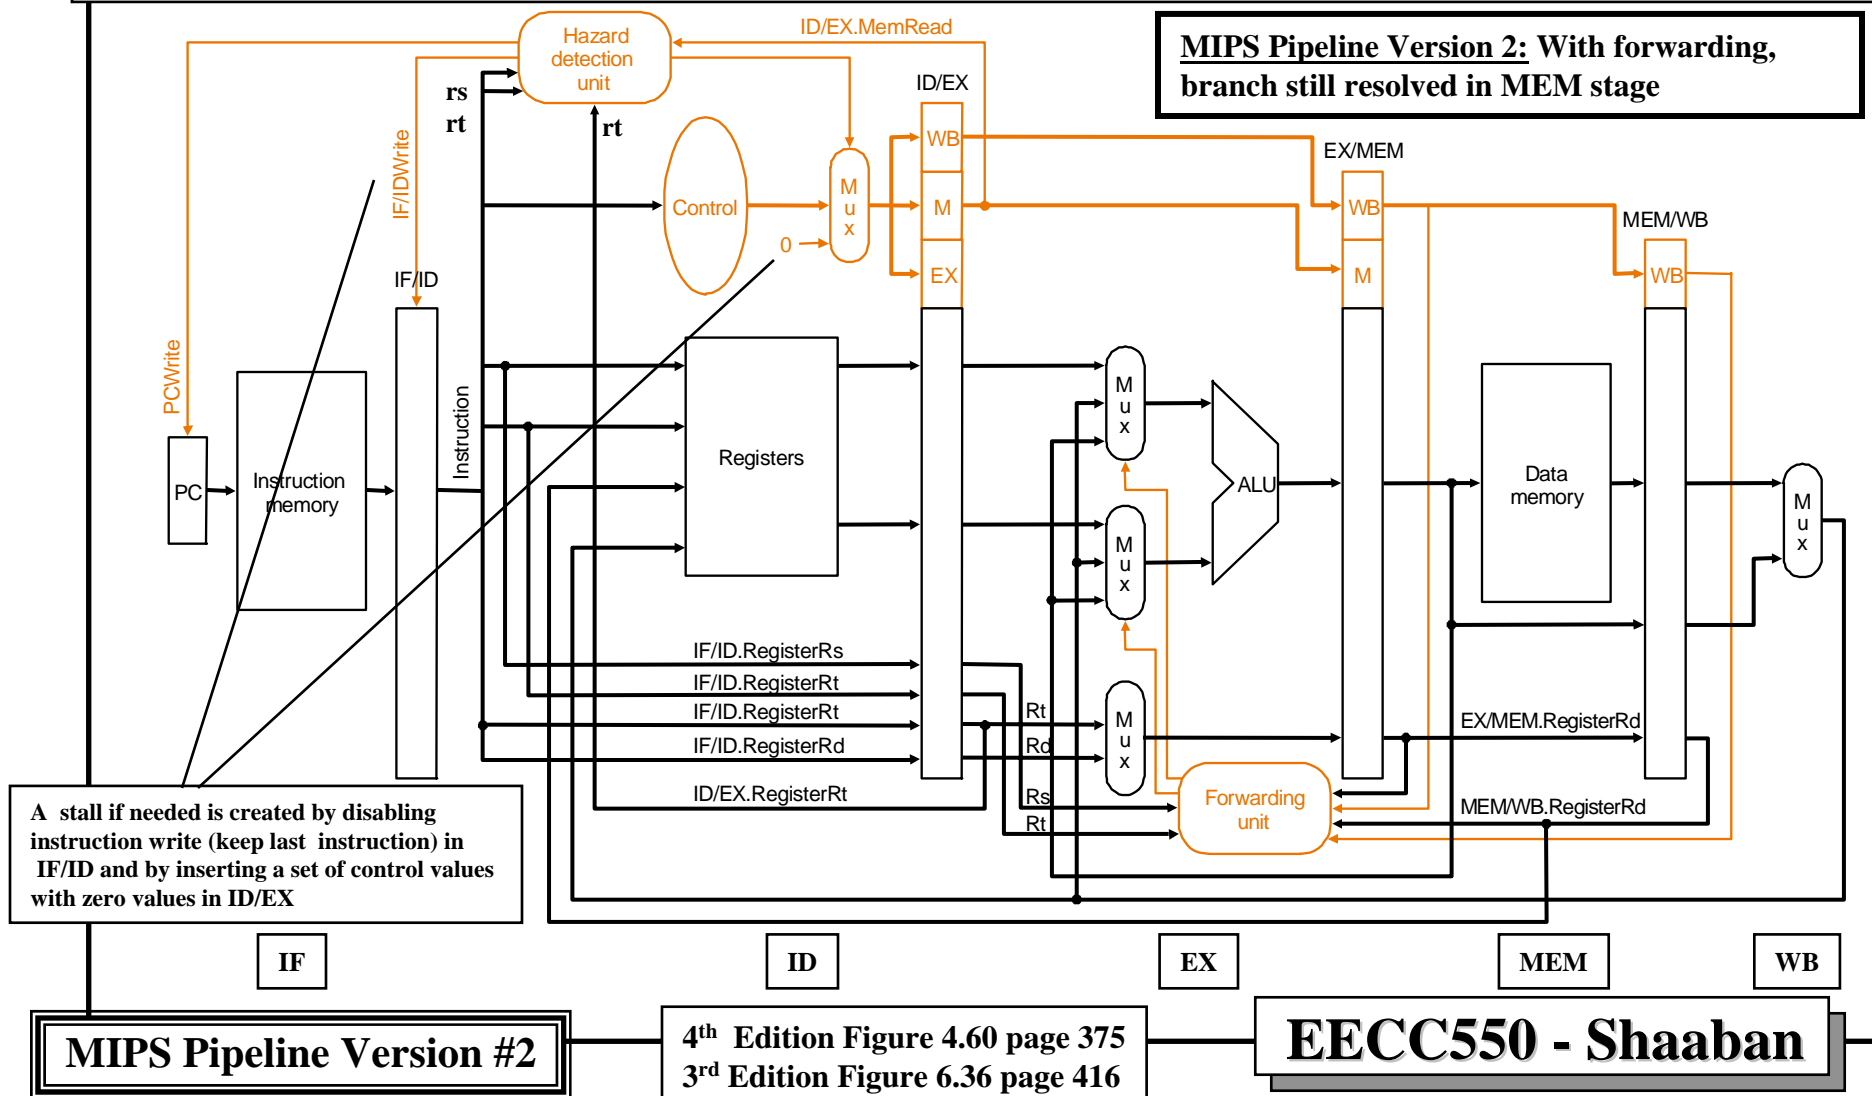 ID/EX.MemRead
Hazard
detection
unit
MIPS Pipeline Version 2: With forwarding,
branch still resolved in MEM stage
rs
rt
rt
ID/EX
IF/IDWrite
WB
EX/MEM
Control
M
u
x
M
WB
MEM/WB
0
EX
M
WB
IF/ID
PCWrite
Instruction
PC
Instruction
memory
Registers
M
u
x
M
u
x
ALU
Data
memory
M
u
x
IF/ID.RegisterRs
IF/ID.RegisterRt
IF/ID.RegisterRt
IF/ID.RegisterRd
Rt
Rd
M
u
x
EX/MEM.RegisterRd
ID/EX.RegisterRt
Rs
Rt
Forwarding
unit
MEM/WB.RegisterRd
A stall if needed is created by disabling
instruction write (keep last instruction) in
IF/ID and by inserting a set of control values
with zero values in ID/EX
IF
ID
EX
MEM
WB
MIPS Pipeline Version #2
4th Edition Figure 4.60 page 375
3rd Edition Figure 6.36 page 416
EECC550 - Shaaban